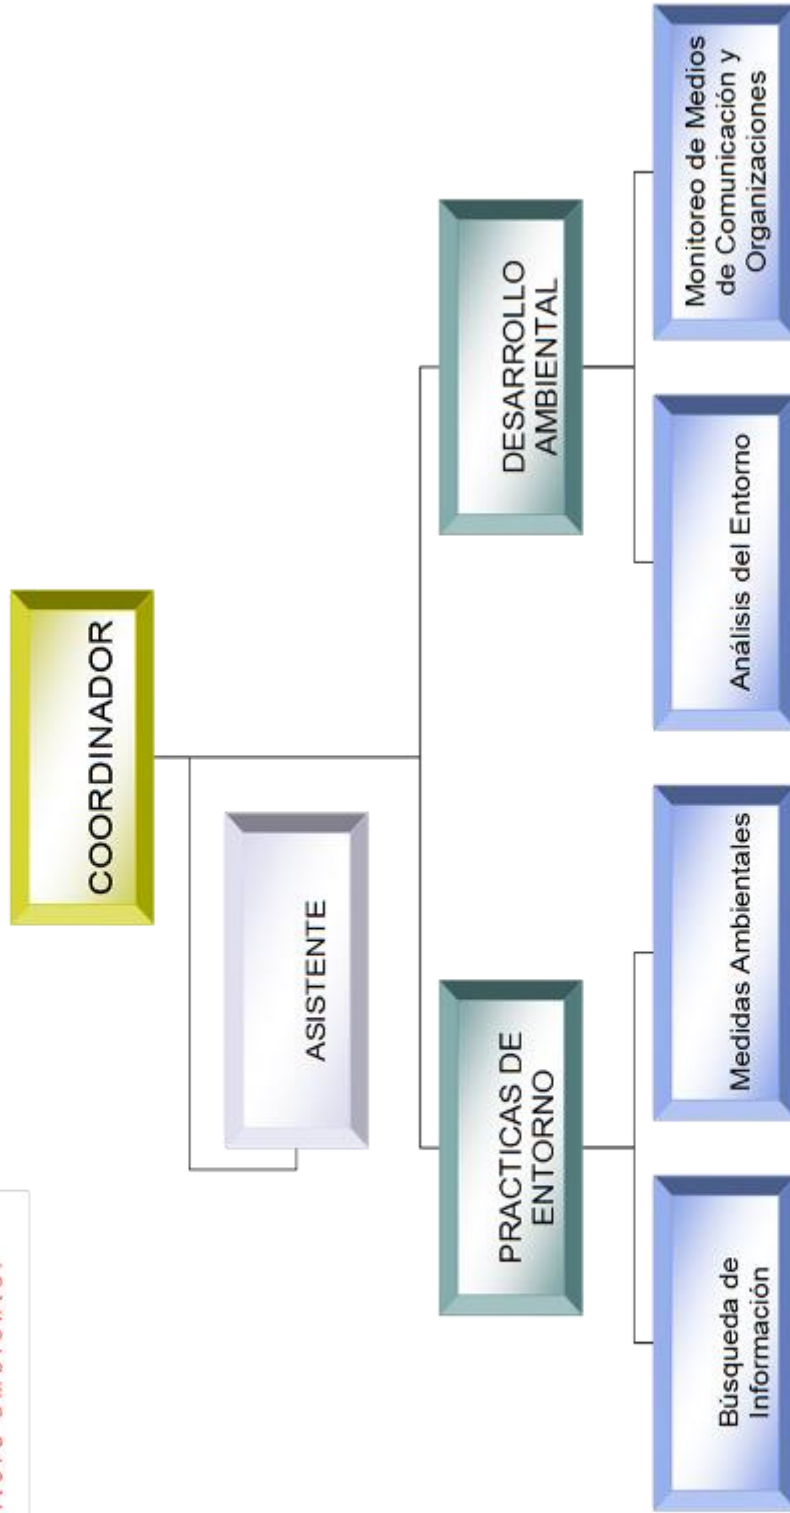 COORDINADOR
ASISTENTE
PRACTICAS DE
ENTORNO
DESARROLLO
AMBIENTAL
Búsqueda de
Información
Medidas Ambientales
Análisis del Entorno
Monitoreo de Medios
de Comunicación y
Organizaciones